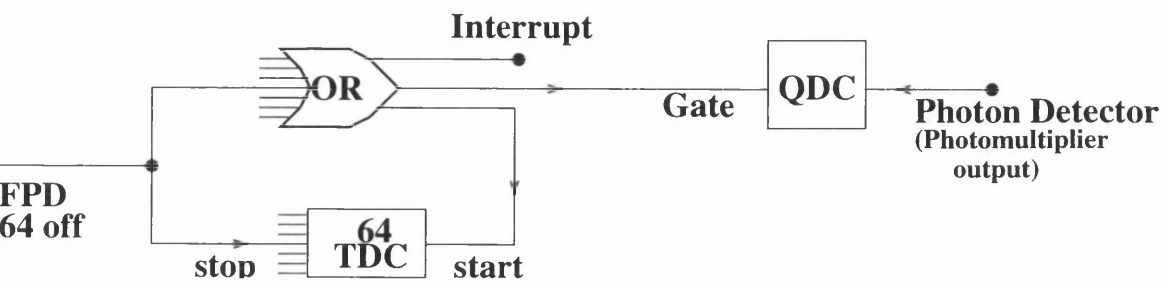 Interrupt
OR
QDC
Gate
Photon Detector
(Photomultiplier
output)
FPD
64 off
64
TDC
stop
start